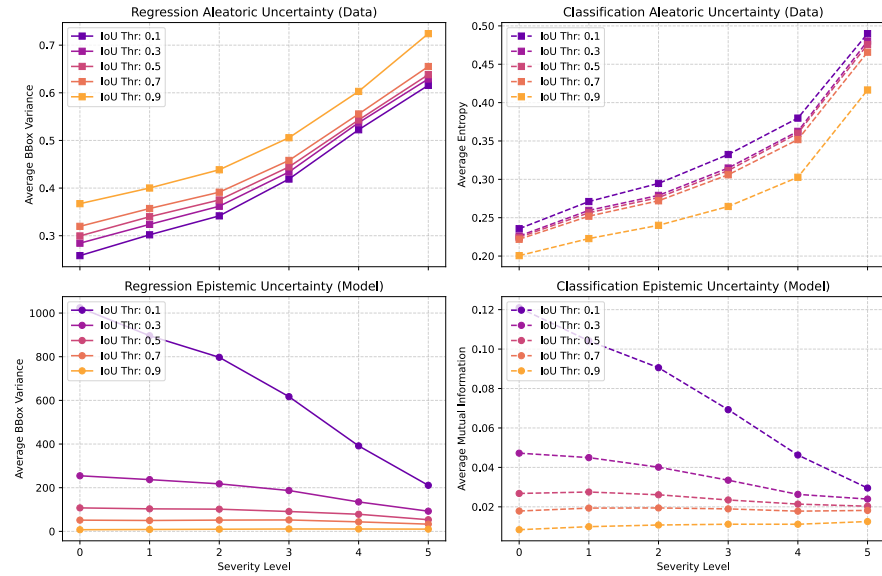 Regression Aleatoric Uncertainty (Data)
Average BBox Variance
0.7
0.6
0.5
0.4
0.3
IoU Thr: 0.1
IoU Thr: 0.3
IoU Thr: 0.5
IoU Thr: 0.7
IoU Thr: 0.9
Classification Aleatoric Uncertainty (Data)
Average Entropy
0.50
0.45
0.40
0.35
0.30
0.25
0.20
IoU Thr: 0.1
IoU Thr: 0.3
IoU Thr: 0.5
IoU Thr: 0.7
IoU Thr: 0.9
Regression Epistemic Uncertainty (Model)
Average BBox Variance
1000
800
600
400
200
0
IoU Thr: 0.1
IoU Thr: 0.3
IoU Thr: 0.5
IoU Thr: 0.7
IoU Thr: 0.9
0 1 2 3 4 5
Severity Level
Classification Epistemic Uncertainty (Model)
Average Mutual Information
0.12
0.10
0.08
0.06
0.04
0.02
IoU Thr: 0.1
IoU Thr: 0.3
IoU Thr: 0.5
IoU Thr: 0.7
IoU Thr: 0.9
0 1 2 3 4 5
Severity Level